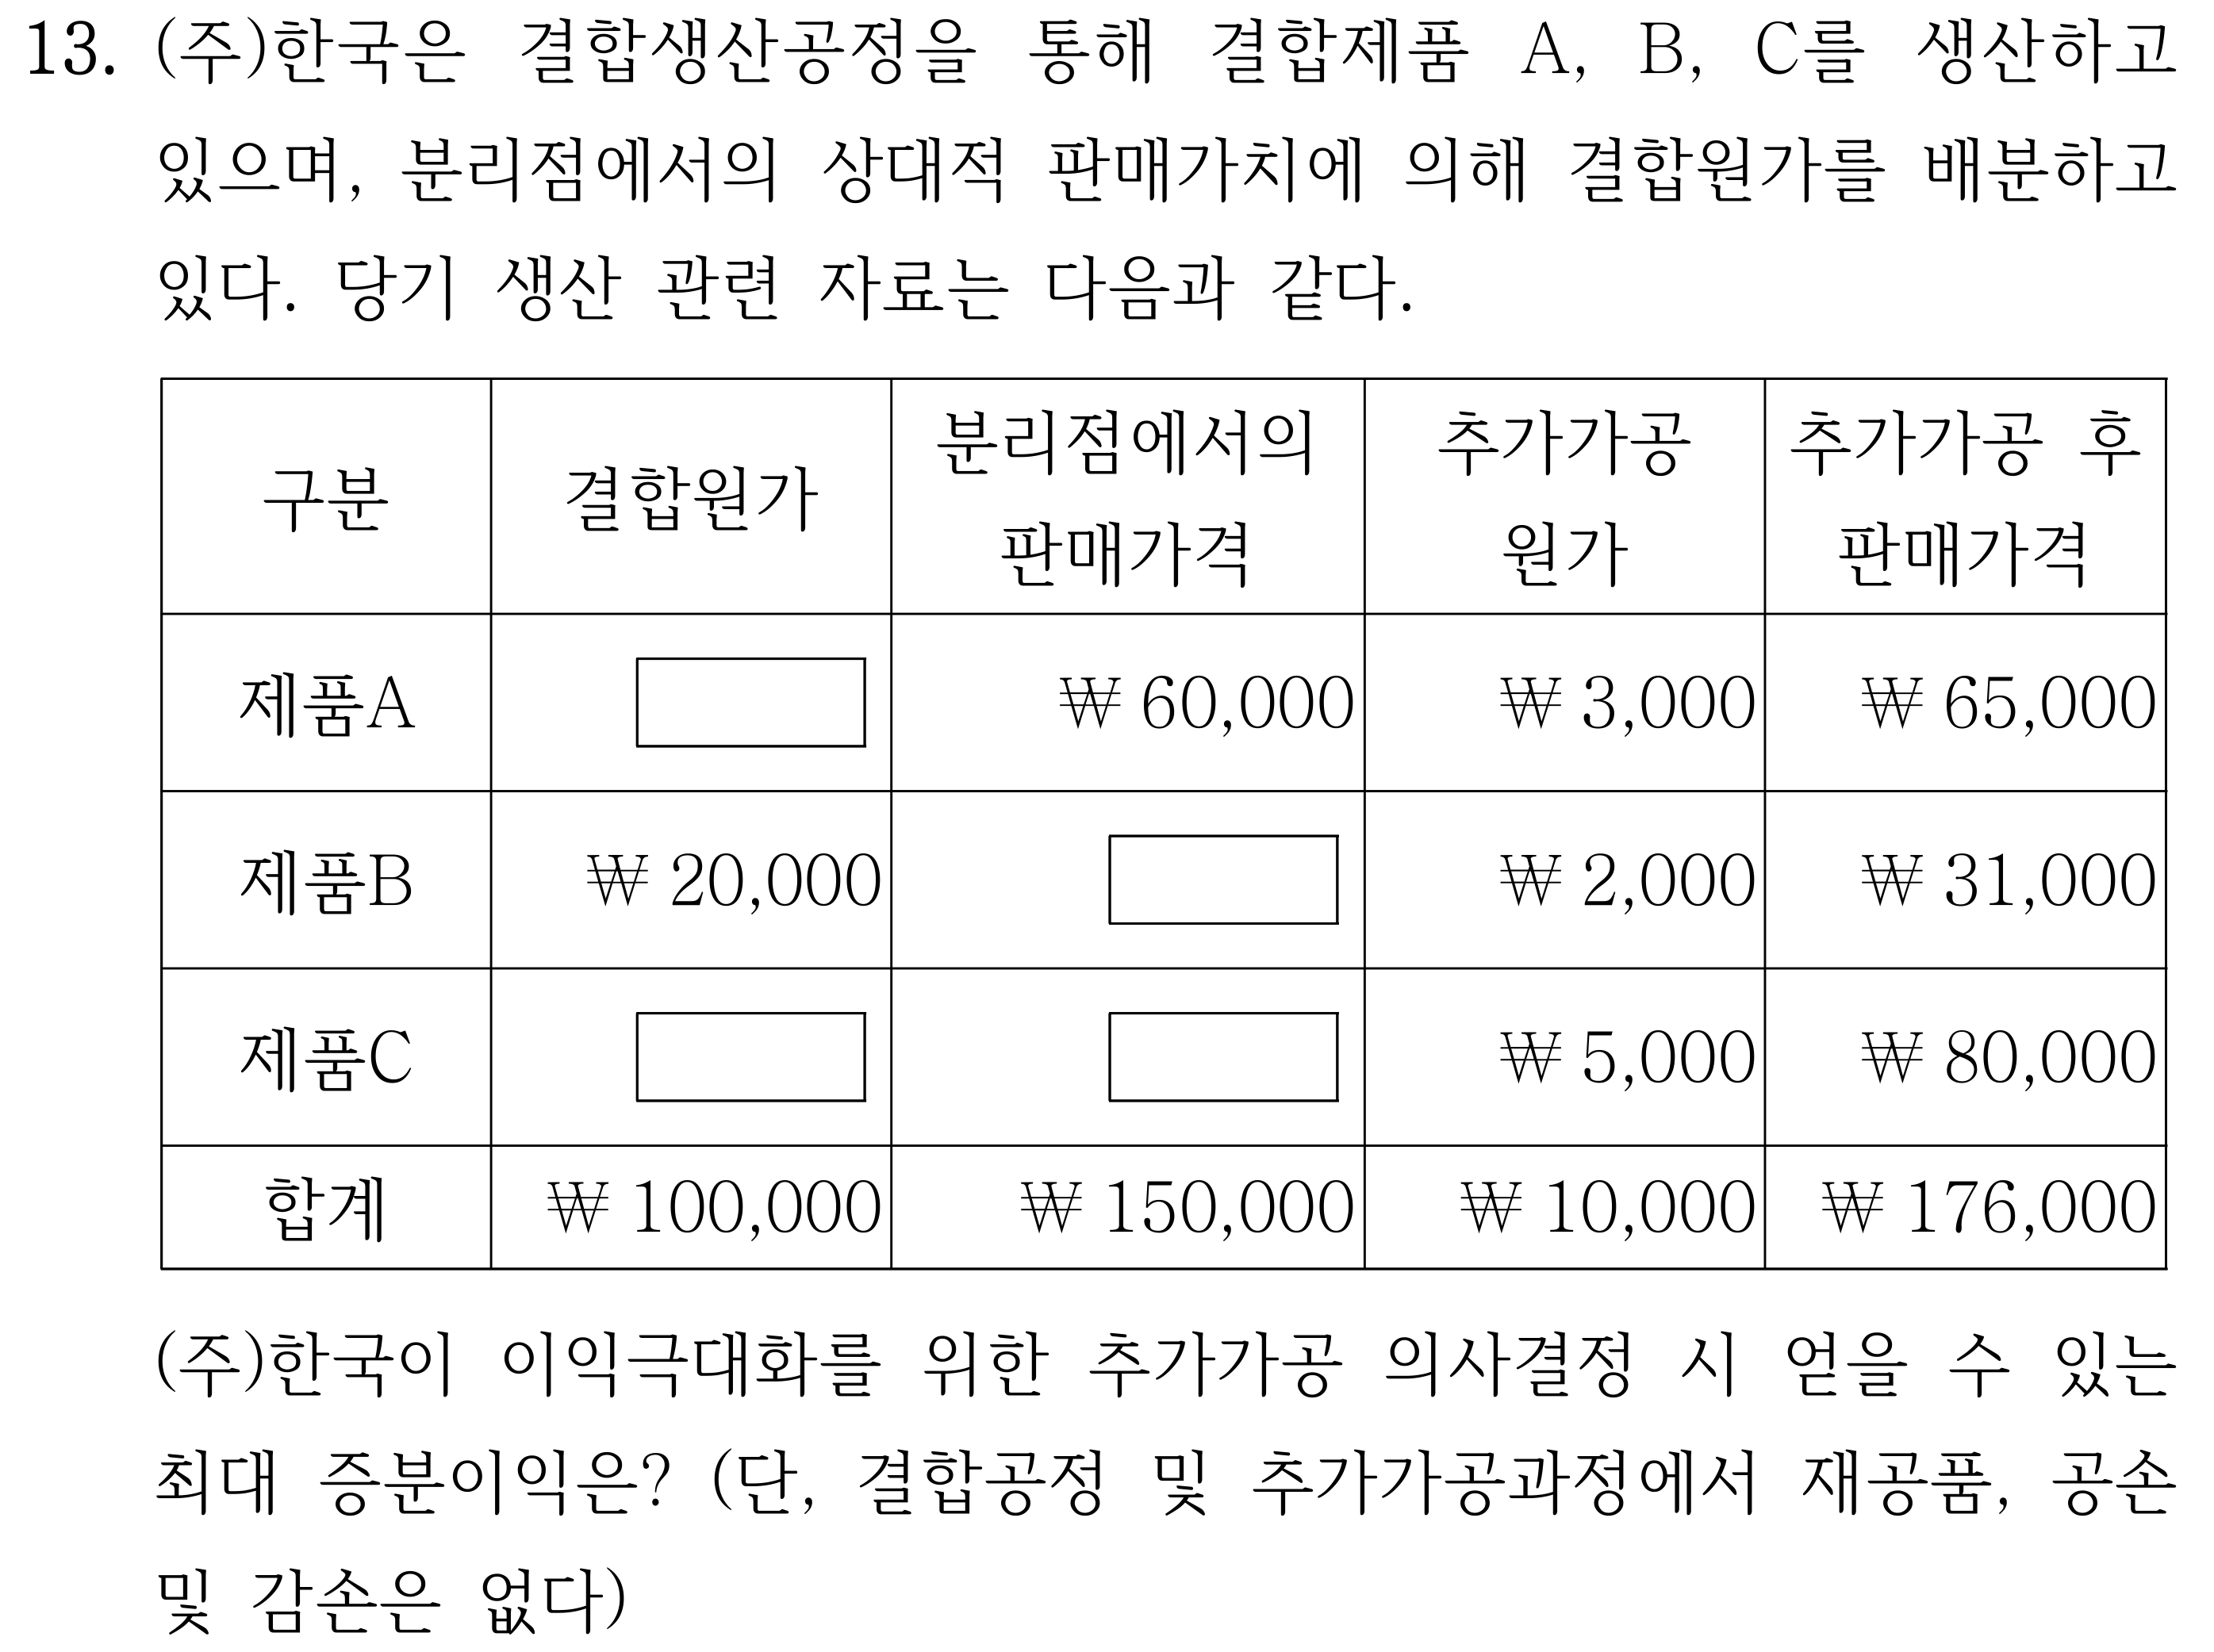 13. (주)한국은 결합생산공정을 통해 결합제품 A, B, C를 생산하고
있으며, 분리점에서의 상대적 판매가치에 의해 결합원가를 배분하고
있다. 당기 생산 관련 자료는 다음과 같다.
구분 결합원가 분리점에서의 판매가격 추가가공 원가 추가가공 후 판매가격
제품A ₩ 60,000 ₩ 3,000 ₩ 65,000
제품B ₩ 20,000 ₩ 2,000 ₩ 31,000
제품C ₩ 5,000 ₩ 80,000
합계 ₩ 100,000 ₩ 150,000 ₩ 10,000 ₩ 176,000
(주)한국이 이익극대화를 위한 추가가공 의사결정 시 얻을 수 있는
최대 증분이익은? (단, 결합공정 및 추가가공과정에서 재공품, 공손
및 감손은 없다)